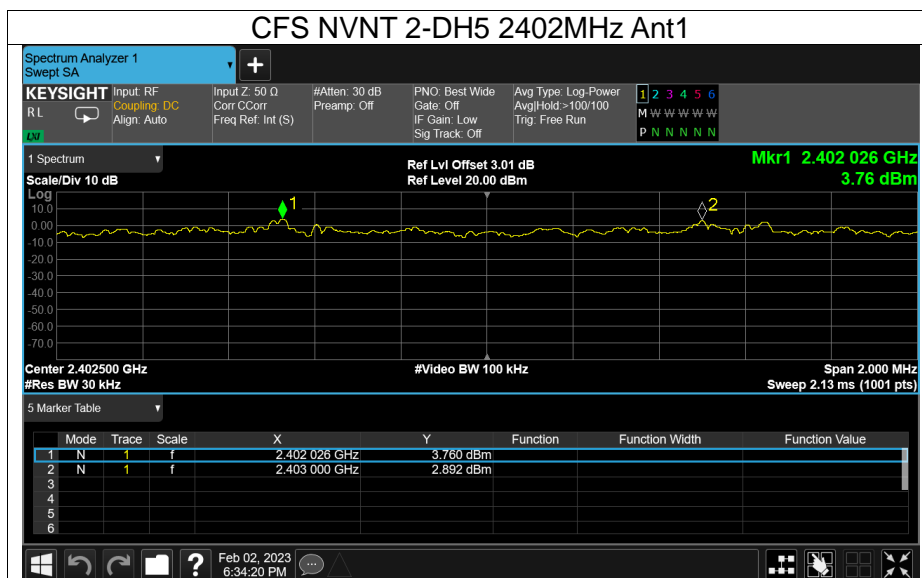 CFS NVNT 2-DH5 2402MHz Ant1
Spectrum Analyzer 1
Swept SA
KEYSIGHT
R L
LXI
Input: RF
Coupling: DC
Align: Auto
Input Z: 50 Ω
Corr CCorr
Freq Ref: Int (S)
#Atten: 30 dB
Preamp: Off
PNO: Best Wide
Gate: Off
IF Gain: Low
Sig Track: Off
Avg Type: Log-Power
Avg|Hold:>100/100
Trig: Free Run
1 2 3 4 5 6
M W W W W W
P N N N N N
1 Spectrum
Scale/Div 10 dB
Ref Lvl Offset 3.01 dB
Ref Level 20.00 dBm
Mkr1 2.402 026 GHz
3.76 dBm
Log
10.0
0.00
-10.0
-20.0
-30.0
-40.0
-50.0
-60.0
-70.0
1
2
Center 2.402500 GHz
#Res BW 30 kHz
#Video BW 100 kHz
Span 2.000 MHz
Sweep 2.13 ms (1001 pts)
5 Marker Table
Mode Trace Scale X Y Function Function Width Function Value
1 N 1 f 2.402 026 GHz 3.760 dBm
2 N 1 f 2.403 000 GHz 2.892 dBm
3
4
5
6
?
Feb 02, 2023
6:34:20 PM